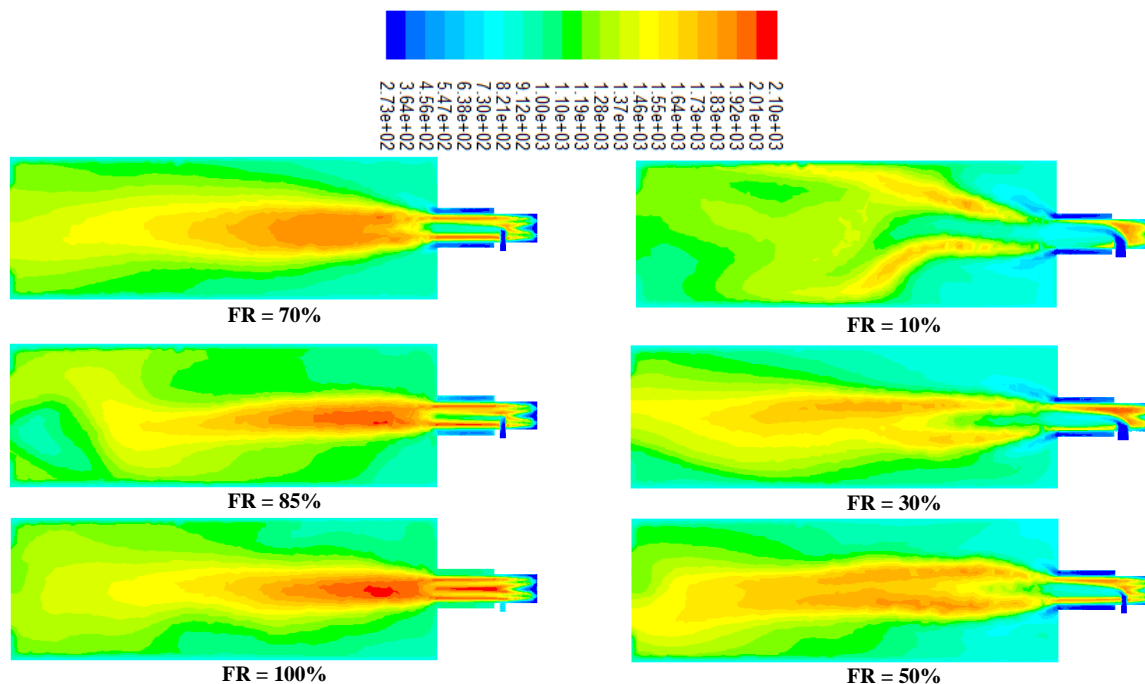 2.10e+03
2.01e+03
1.92e+03
1.83e+03
1.73e+03
1.64e+03
1.55e+03
1.46e+03
1.37e+03
1.28e+03
1.19e+03
1.10e+03
1.00e+03
9.12e+02
8.21e+02
7.30e+02
6.38e+02
5.47e+02
4.56e+02
3.64e+02
2.73e+02
FR = 70%
FR = 10%
FR = 85%
FR = 30%
FR = 100%
FR = 50%